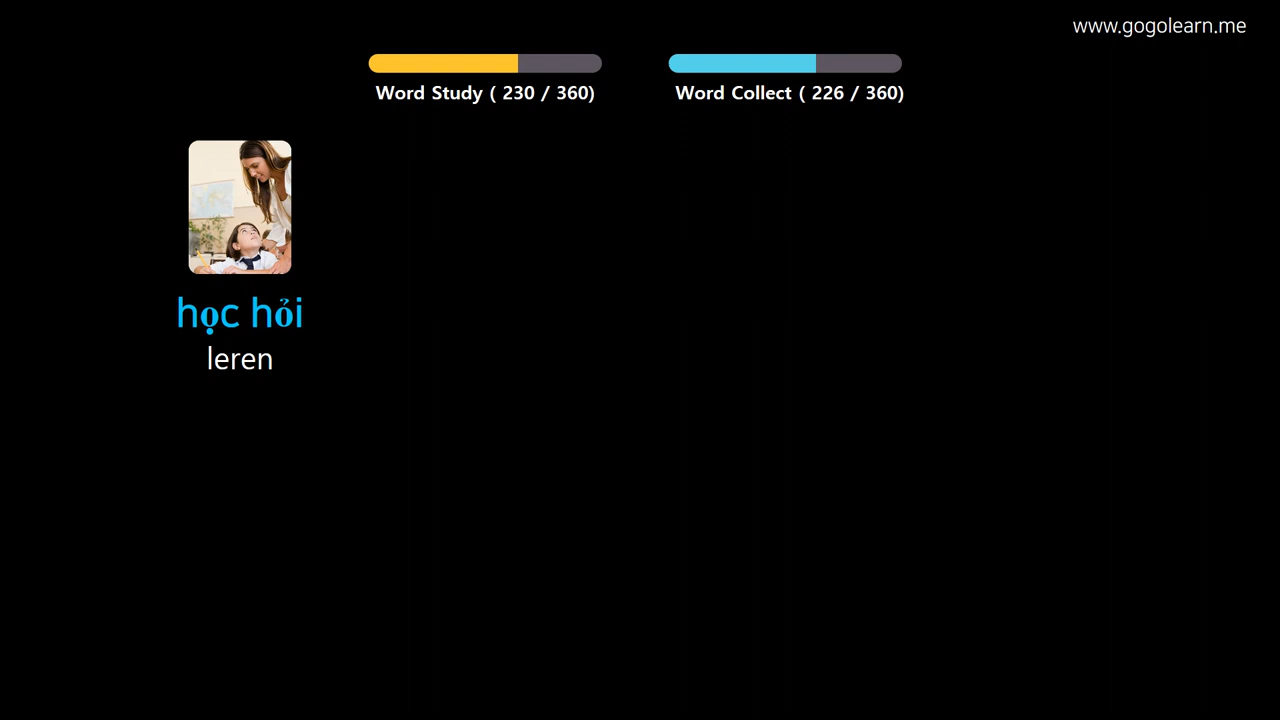 www.gogolearn.me
Word Study ( 230 / 360)
Word Collect ( 226 / 360)
học hỏi
leren